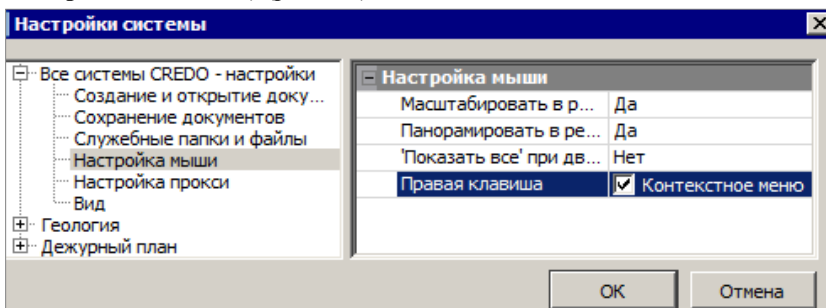 Настройки системы
Все системы CREDO - настройки
Создание и открытие доку...
Сохранение документов
Служебные папки и файлы
Настройка мыши
Настройка прокси
Вид
Геология
Дежурный план
Настройка мыши
Масштабировать в р... Да
Панорамировать в ре... Да
'Показать все' при дв... Нет
Правая клавиша Контекстное меню
ОК Отмена